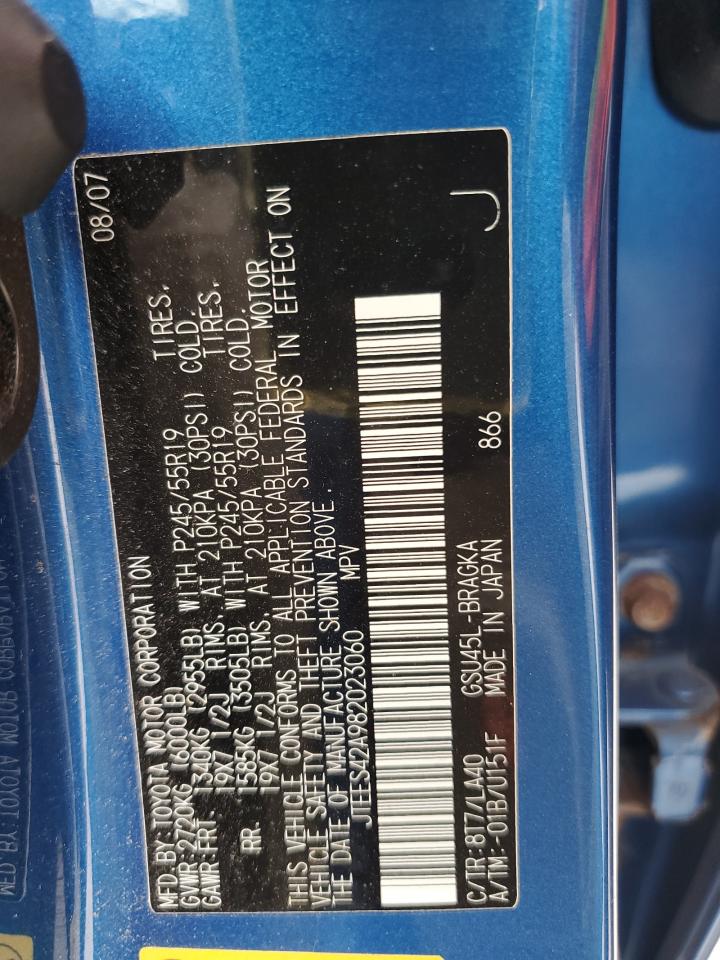 MFD. BY: TOYOTA MOTOR CORPORATION 08/07
GVWR: 2720KG (6000LB)
GAWR FRT. 1340KG (2955LB) WITH P245/55R19 TIRES.
19X7 1/2J RIMS. AT 210KPA (30PSI) COLD.
RR. 1585KG (3505LB) WITH P245/55R19 TIRES.
19X7 1/2J RIMS. AT 210KPA (30PSI) COLD.
THIS VEHICLE CONFORMS TO ALL APPLICABLE FEDERAL MOTOR
VEHICLE SAFETY AND THEFT PREVENTION STANDARDS IN EFFECT ON
THE DATE OF MANUFACTURE SHOWN ABOVE.
JTEES42A982023060 MPV
C/TR:8T7/LA40 GSU45L-BRAGKA 866 J
A/TM:-01B/U151F MADE IN JAPAN